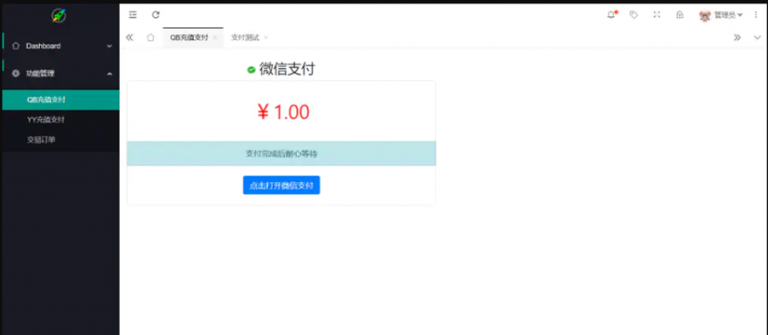 Dashboard
功能管理
QB充值支付
YY充值支付
交易订单
管理员
QB充值支付
支付测试
微信支付
¥ 1.00
支付完成后耐心等待
点击打开微信支付